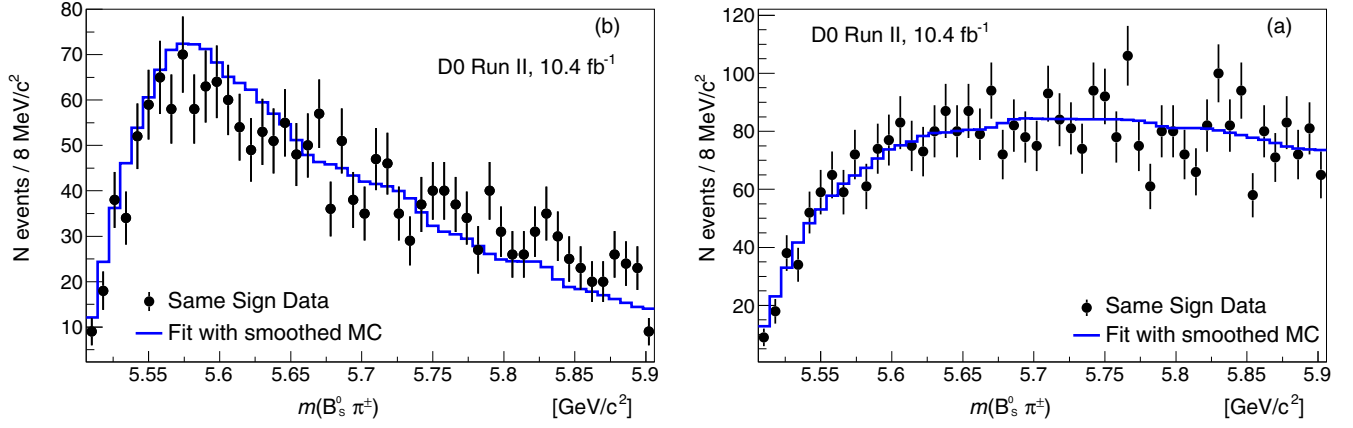 80
70
60
50
40
30
20
10
N events / 8 MeV/c²
(b)
D0 Run II, 10.4 fb⁻¹
Same Sign Data
Fit with smoothed MC
5.55 5.6 5.65 5.7 5.75 5.8 5.85 5.9
m(B⁰ₛ π±) [GeV/c²]
120
100
80
60
40
20
N events / 8 MeV/c²
D0 Run II, 10.4 fb⁻¹
(a)
Same Sign Data
Fit with smoothed MC
5.55 5.6 5.65 5.7 5.75 5.8 5.85 5.9
m(B⁰ₛ π±) [GeV/c²]